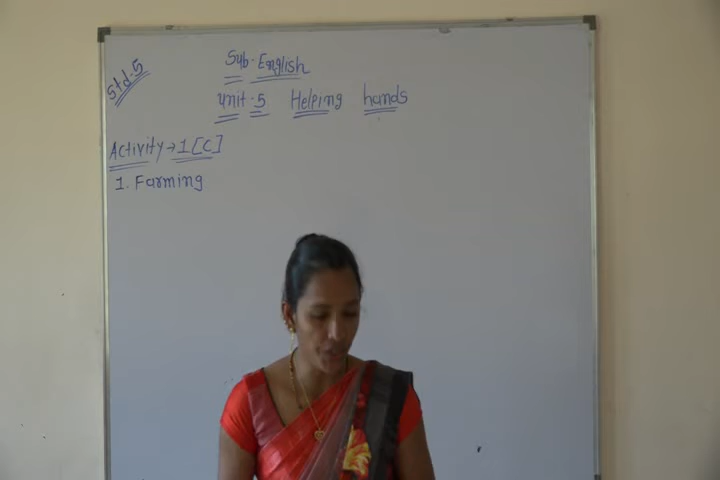 Std.5
Sub-English
Unit-5 Helping hands
Activity → 1[C]
1. Farming